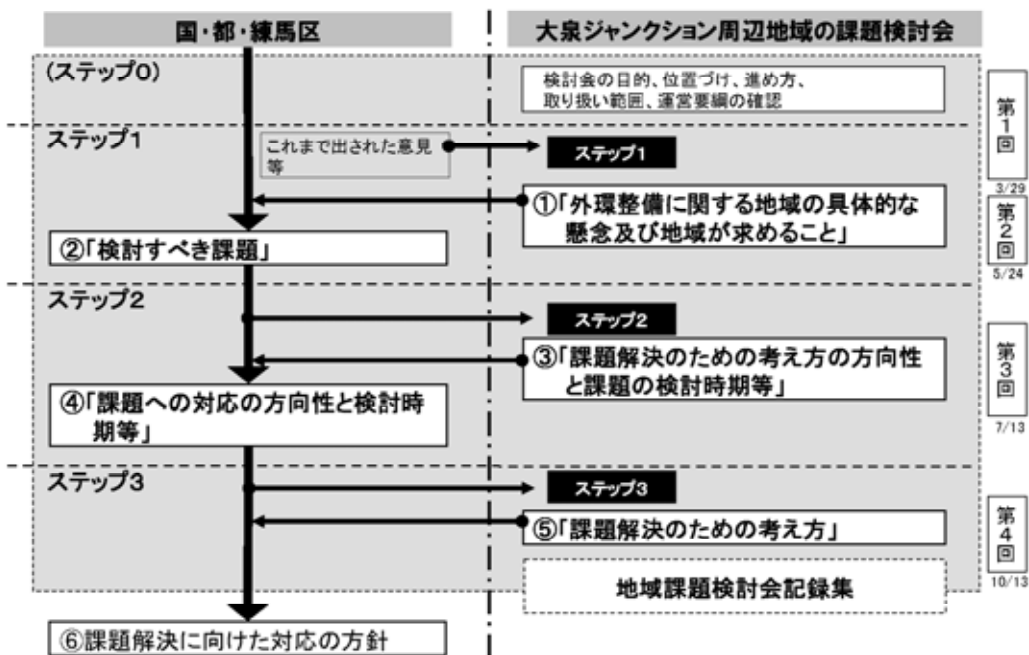 国・都・練馬区
大泉ジャンクション周辺地域の課題検討会
(ステップ0)
検討会の目的、位置づけ、進め方、
取り扱い範囲、運営要綱の確認
第1回
3/29
ステップ1
これまで出された意見
等
ステップ1
①「外環整備に関する地域の具体的な
懸念及び地域が求めること」
②「検討すべき課題」
第2回
5/24
ステップ2
ステップ2
③「課題解決のための考え方の方向性
と課題の検討時期等」
④「課題への対応の方向性と検討時
期等」
第3回
7/13
ステップ3
ステップ3
⑤「課題解決のための考え方」
第4回
10/13
地域課題検討会記録集
⑥課題解決に向けた対応の方針